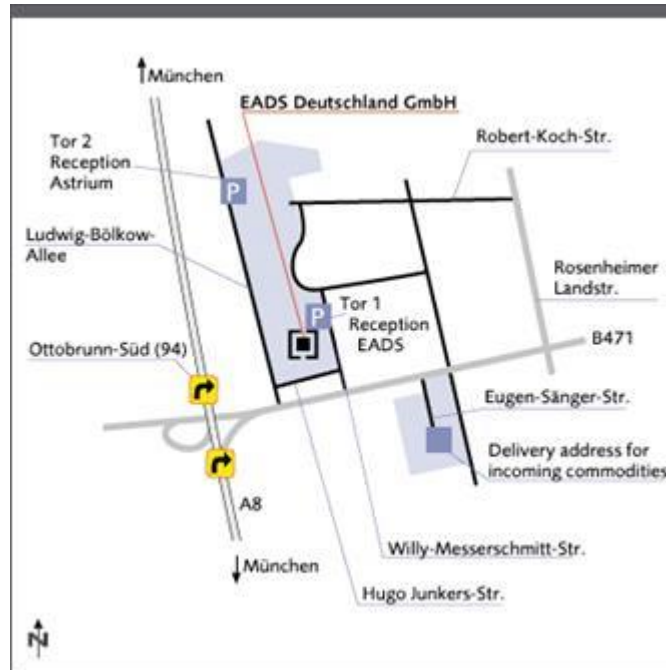 München
EADS Deutschland GmbH
Tor 2
Reception
Astrium
P
Robert-Koch-Str.
Ludwig-Bölkow-
Allee
Rosenheimer
Landstr.
P
Tor 1
Reception
EADS
B471
Ottobrunn-Süd (94)
Eugen-Sänger-Str.
Delivery address for
incoming commodities
A8
Willy-Messerschmitt-Str.
München
Hugo Junkers-Str.
N